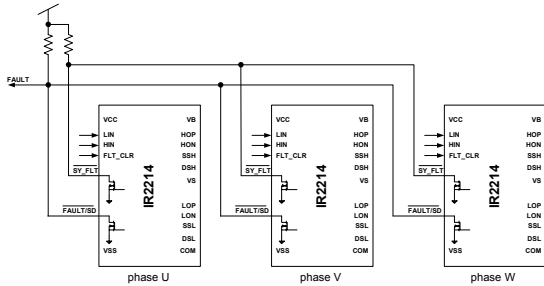 FAULT
VCC VB
LIN HOP
HIN HON
FLT_CLR SSH
DSH
SY_FLT VS
IR2214
LOP
FAULT/SD LON
SSL
DSL
VSS COM
phase U
VCC VB
LIN HOP
HIN HON
FLT_CLR SSH
DSH
SY_FLT VS
IR2214
LOP
FAULT/SD LON
SSL
DSL
VSS COM
phase V
VCC VB
LIN HOP
HIN HON
FLT_CLR SSH
DSH
SY_FLT VS
IR2214
LOP
FAULT/SD LON
SSL
DSL
VSS COM
phase W